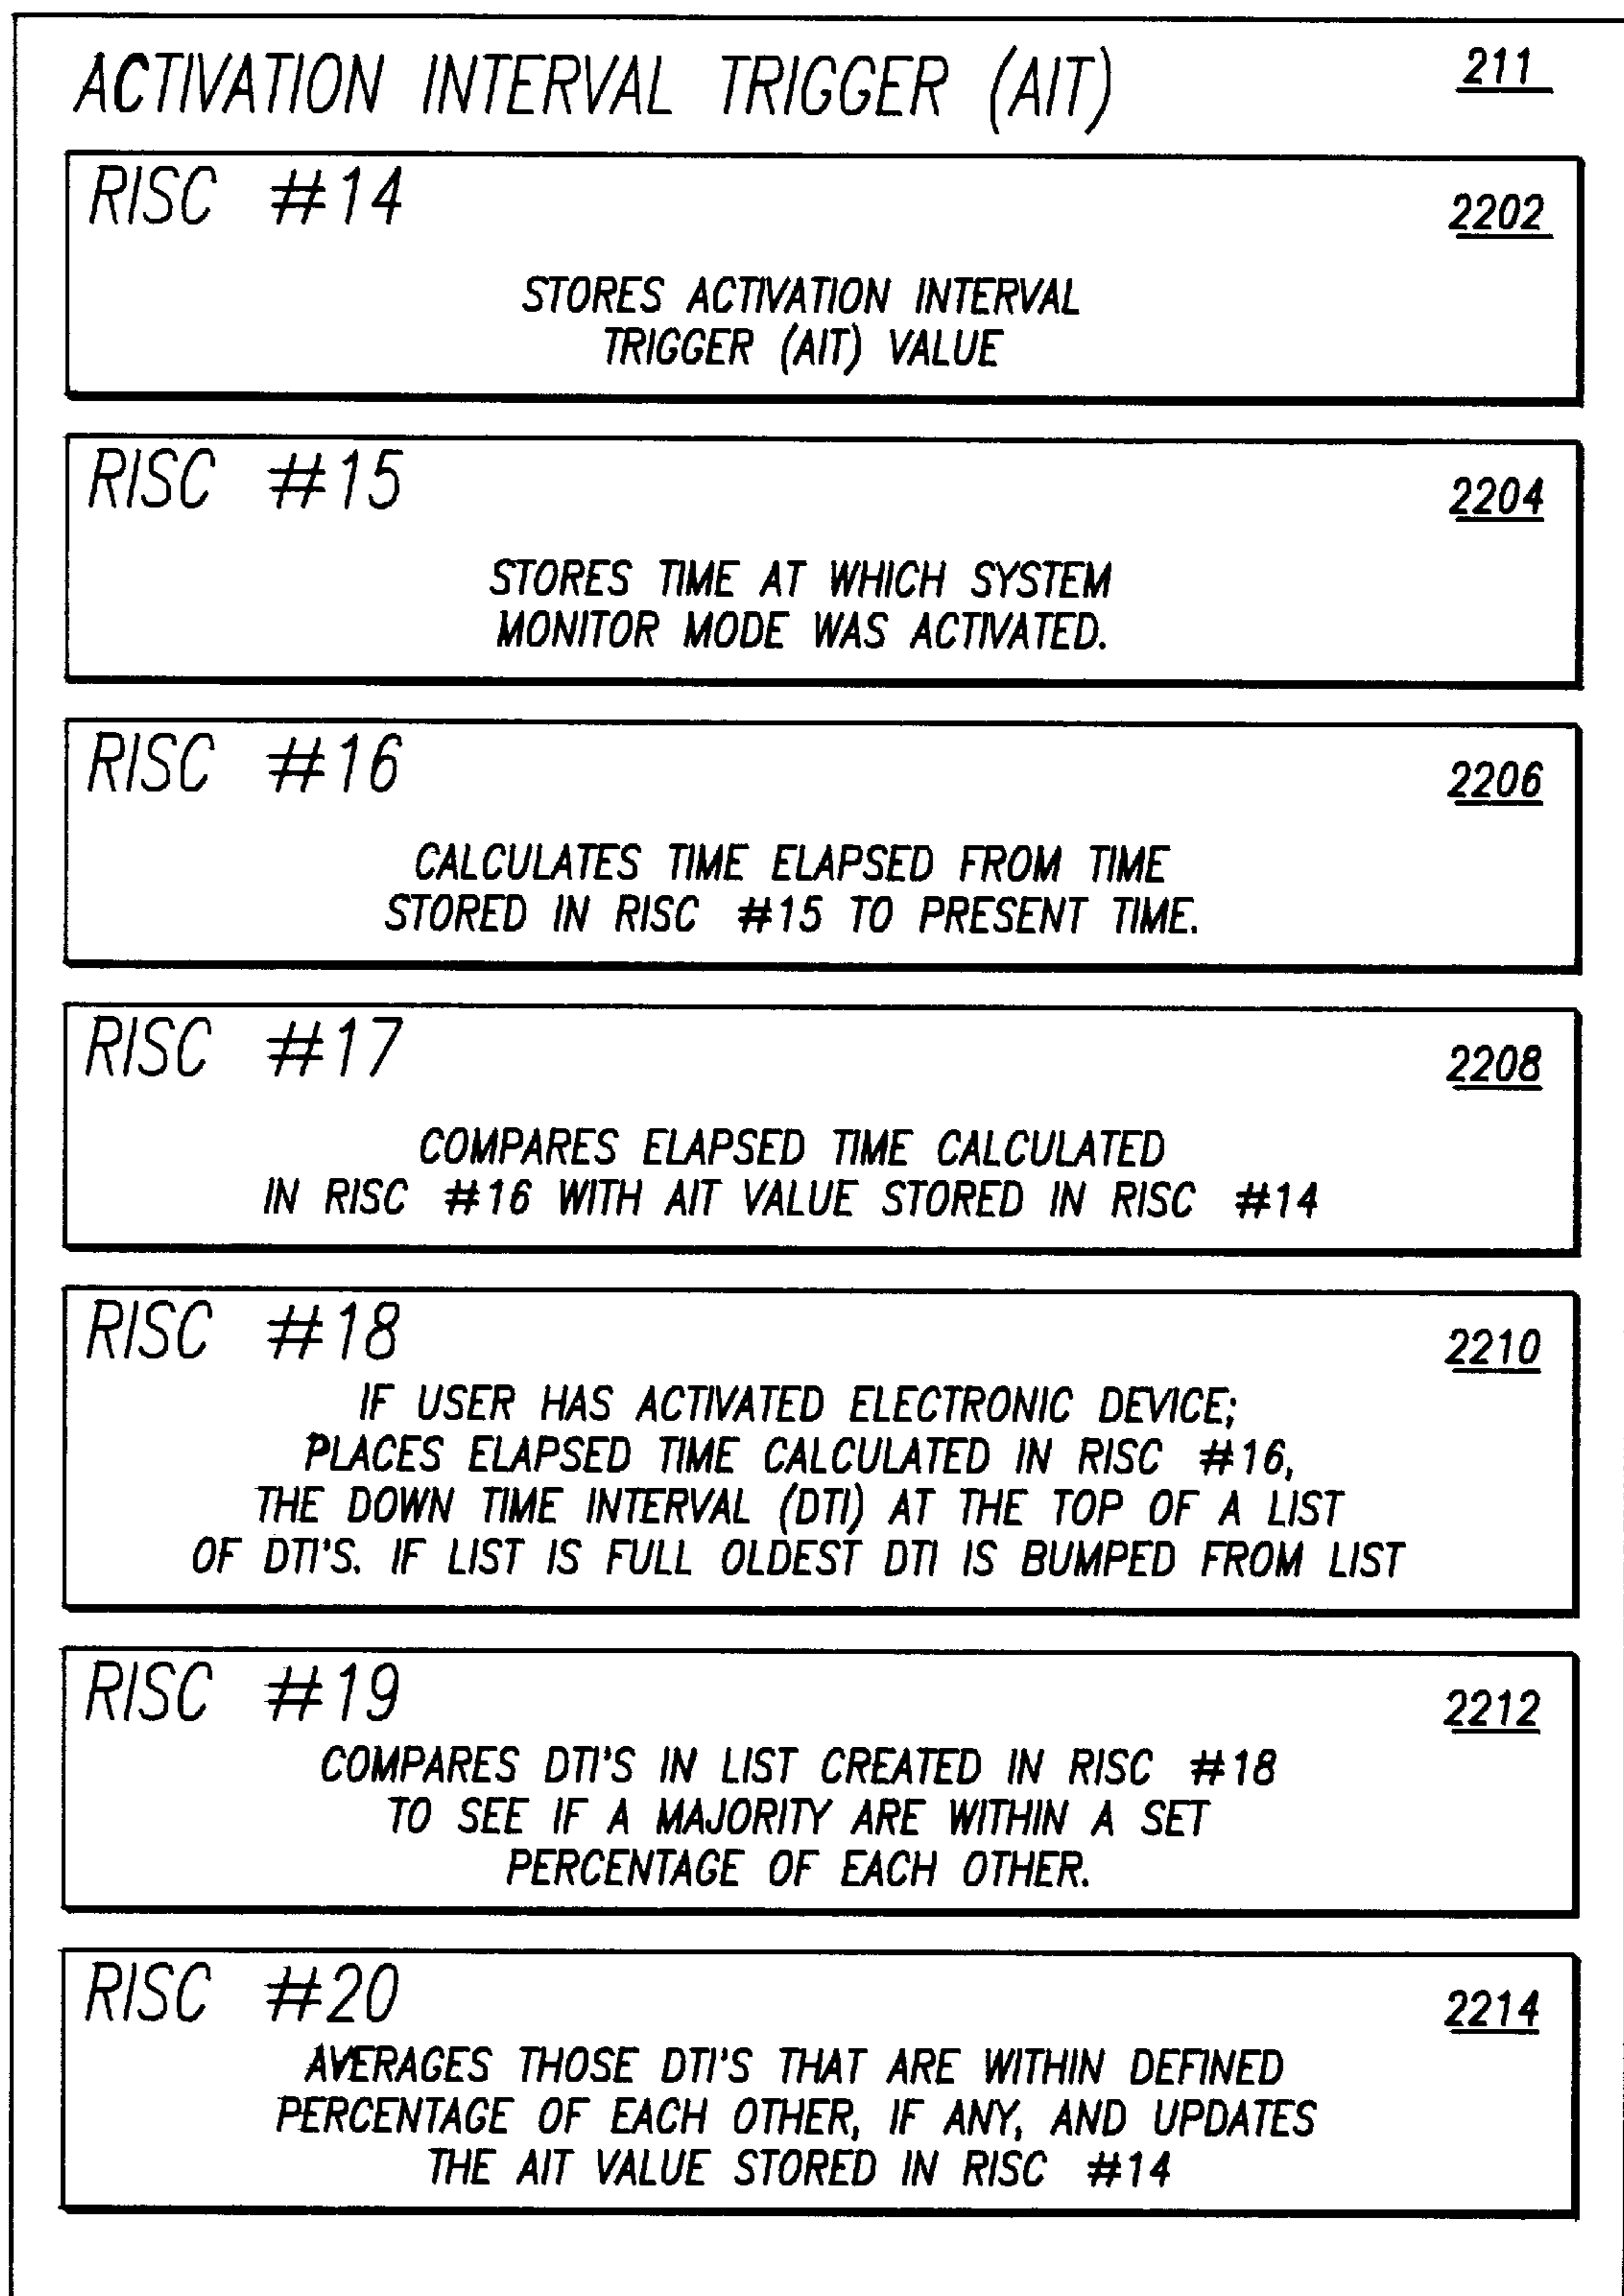 ACTIVATION INTERVAL TRIGGER (AIT) 211
RISC #14 2202
STORES ACTIVATION INTERVAL
TRIGGER (AIT) VALUE
RISC #15 2204
STORES TIME AT WHICH SYSTEM
MONITOR MODE WAS ACTIVATED.
RISC #16 2206
CALCULATES TIME ELAPSED FROM TIME
STORED IN RISC #15 TO PRESENT TIME.
RISC #17 2208
COMPARES ELAPSED TIME CALCULATED
IN RISC #16 WITH AIT VALUE STORED IN RISC #14
RISC #18 2210
IF USER HAS ACTIVATED ELECTRONIC DEVICE;
PLACES ELAPSED TIME CALCULATED IN RISC #16,
THE DOWN TIME INTERVAL (DTI) AT THE TOP OF A LIST
OF DTI'S. IF LIST IS FULL OLDEST DTI IS BUMPED FROM LIST
RISC #19 2212
COMPARES DTI'S IN LIST CREATED IN RISC #18
TO SEE IF A MAJORITY ARE WITHIN A SET
PERCENTAGE OF EACH OTHER.
RISC #20 2214
AVERAGES THOSE DTI'S THAT ARE WITHIN DEFINED
PERCENTAGE OF EACH OTHER, IF ANY, AND UPDATES
THE AIT VALUE STORED IN RISC #14